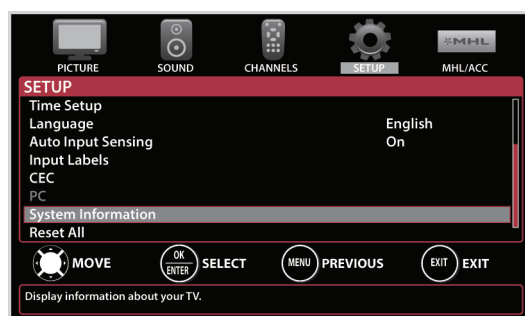 MHL
PICTURE SOUND CHANNELS SETUP MHL/ACC
SETUP
Time Setup
Language English
Auto Input Sensing On
Input Labels
CEC
PC
System Information
Reset All
MOVE OK ENTER SELECT MENU PREVIOUS EXIT EXIT
Display information about your TV.